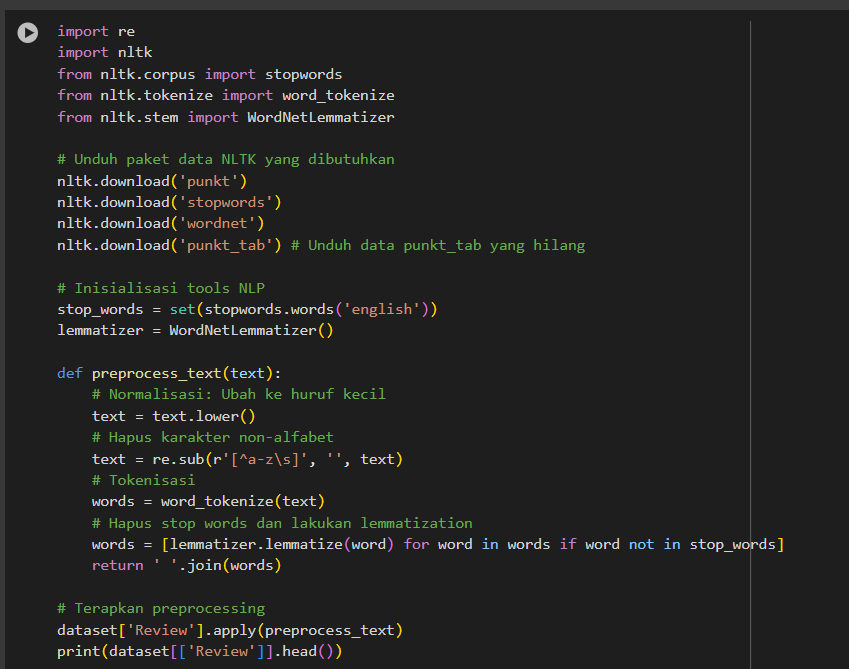 import re
import nltk
from nltk.corpus import stopwords
from nltk.tokenize import word_tokenize
from nltk.stem import WordNetLemmatizer

# Unduh paket data NLTK yang dibutuhkan
nltk.download('punkt')
nltk.download('stopwords')
nltk.download('wordnet')
nltk.download('punkt_tab') # Unduh data punkt_tab yang hilang

# Inisialisasi tools NLP
stop_words = set(stopwords.words('english'))
lemmatizer = WordNetLemmatizer()

def preprocess_text(text):
    # Normalisasi: Ubah ke huruf kecil
    text = text.lower()
    # Hapus karakter non-alfabet
    text = re.sub(r'[^a-z\s]', '', text)
    # Tokenisasi
    words = word_tokenize(text)
    # Hapus stop words dan lakukan lemmatization
    words = [lemmatizer.lemmatize(word) for word in words if word not in stop_words]
    return ' '.join(words)

# Terapkan preprocessing
dataset['Review'].apply(preprocess_text)
print(dataset[['Review']].head())